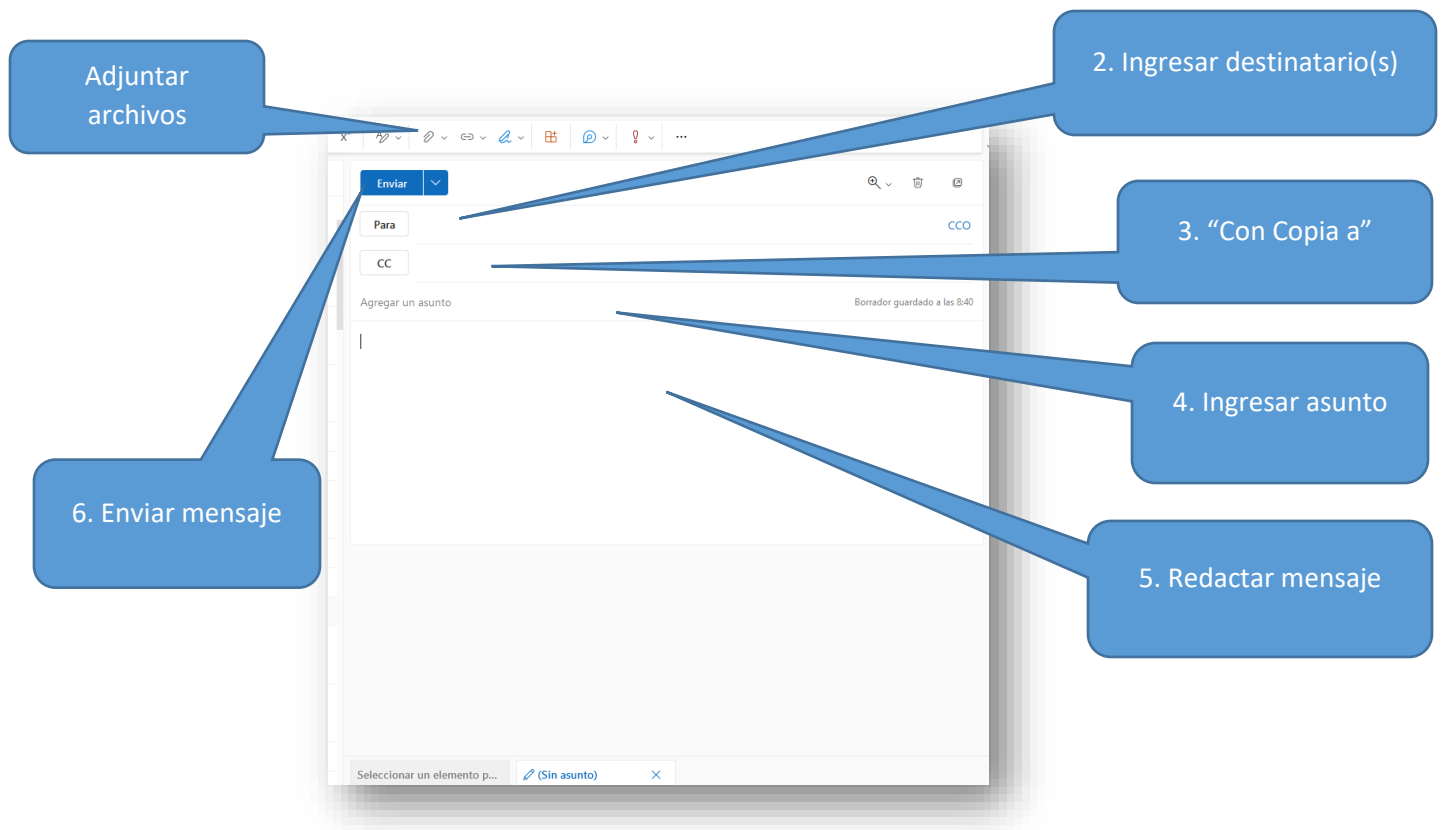 Adjuntar
archivos
2. Ingresar destinatario(s)
Enviar
Para
CCO
3. “Con Copia a”
CC
Agregar un asunto
Borrador guardado a las 8:40
4. Ingresar asunto
6. Enviar mensaje
5. Redactar mensaje
Seleccionar un elemento p...
(Sin asunto)